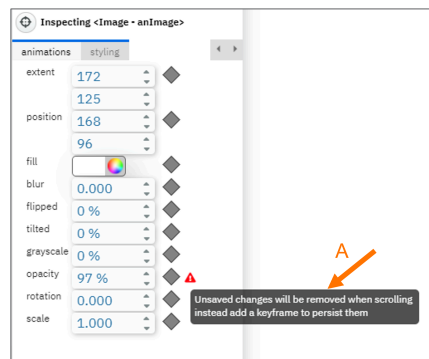 Inspecting <Image - anImage>
animations styling
extent 172
125
position 168
96
fill
blur 0.000
flipped 0 %
tilted 0 %
grayscale 0 %
opacity 97 %
rotation 0.000
scale 1.000
A
Unsaved changes will be removed when scrolling
instead add a keyframe to persist them